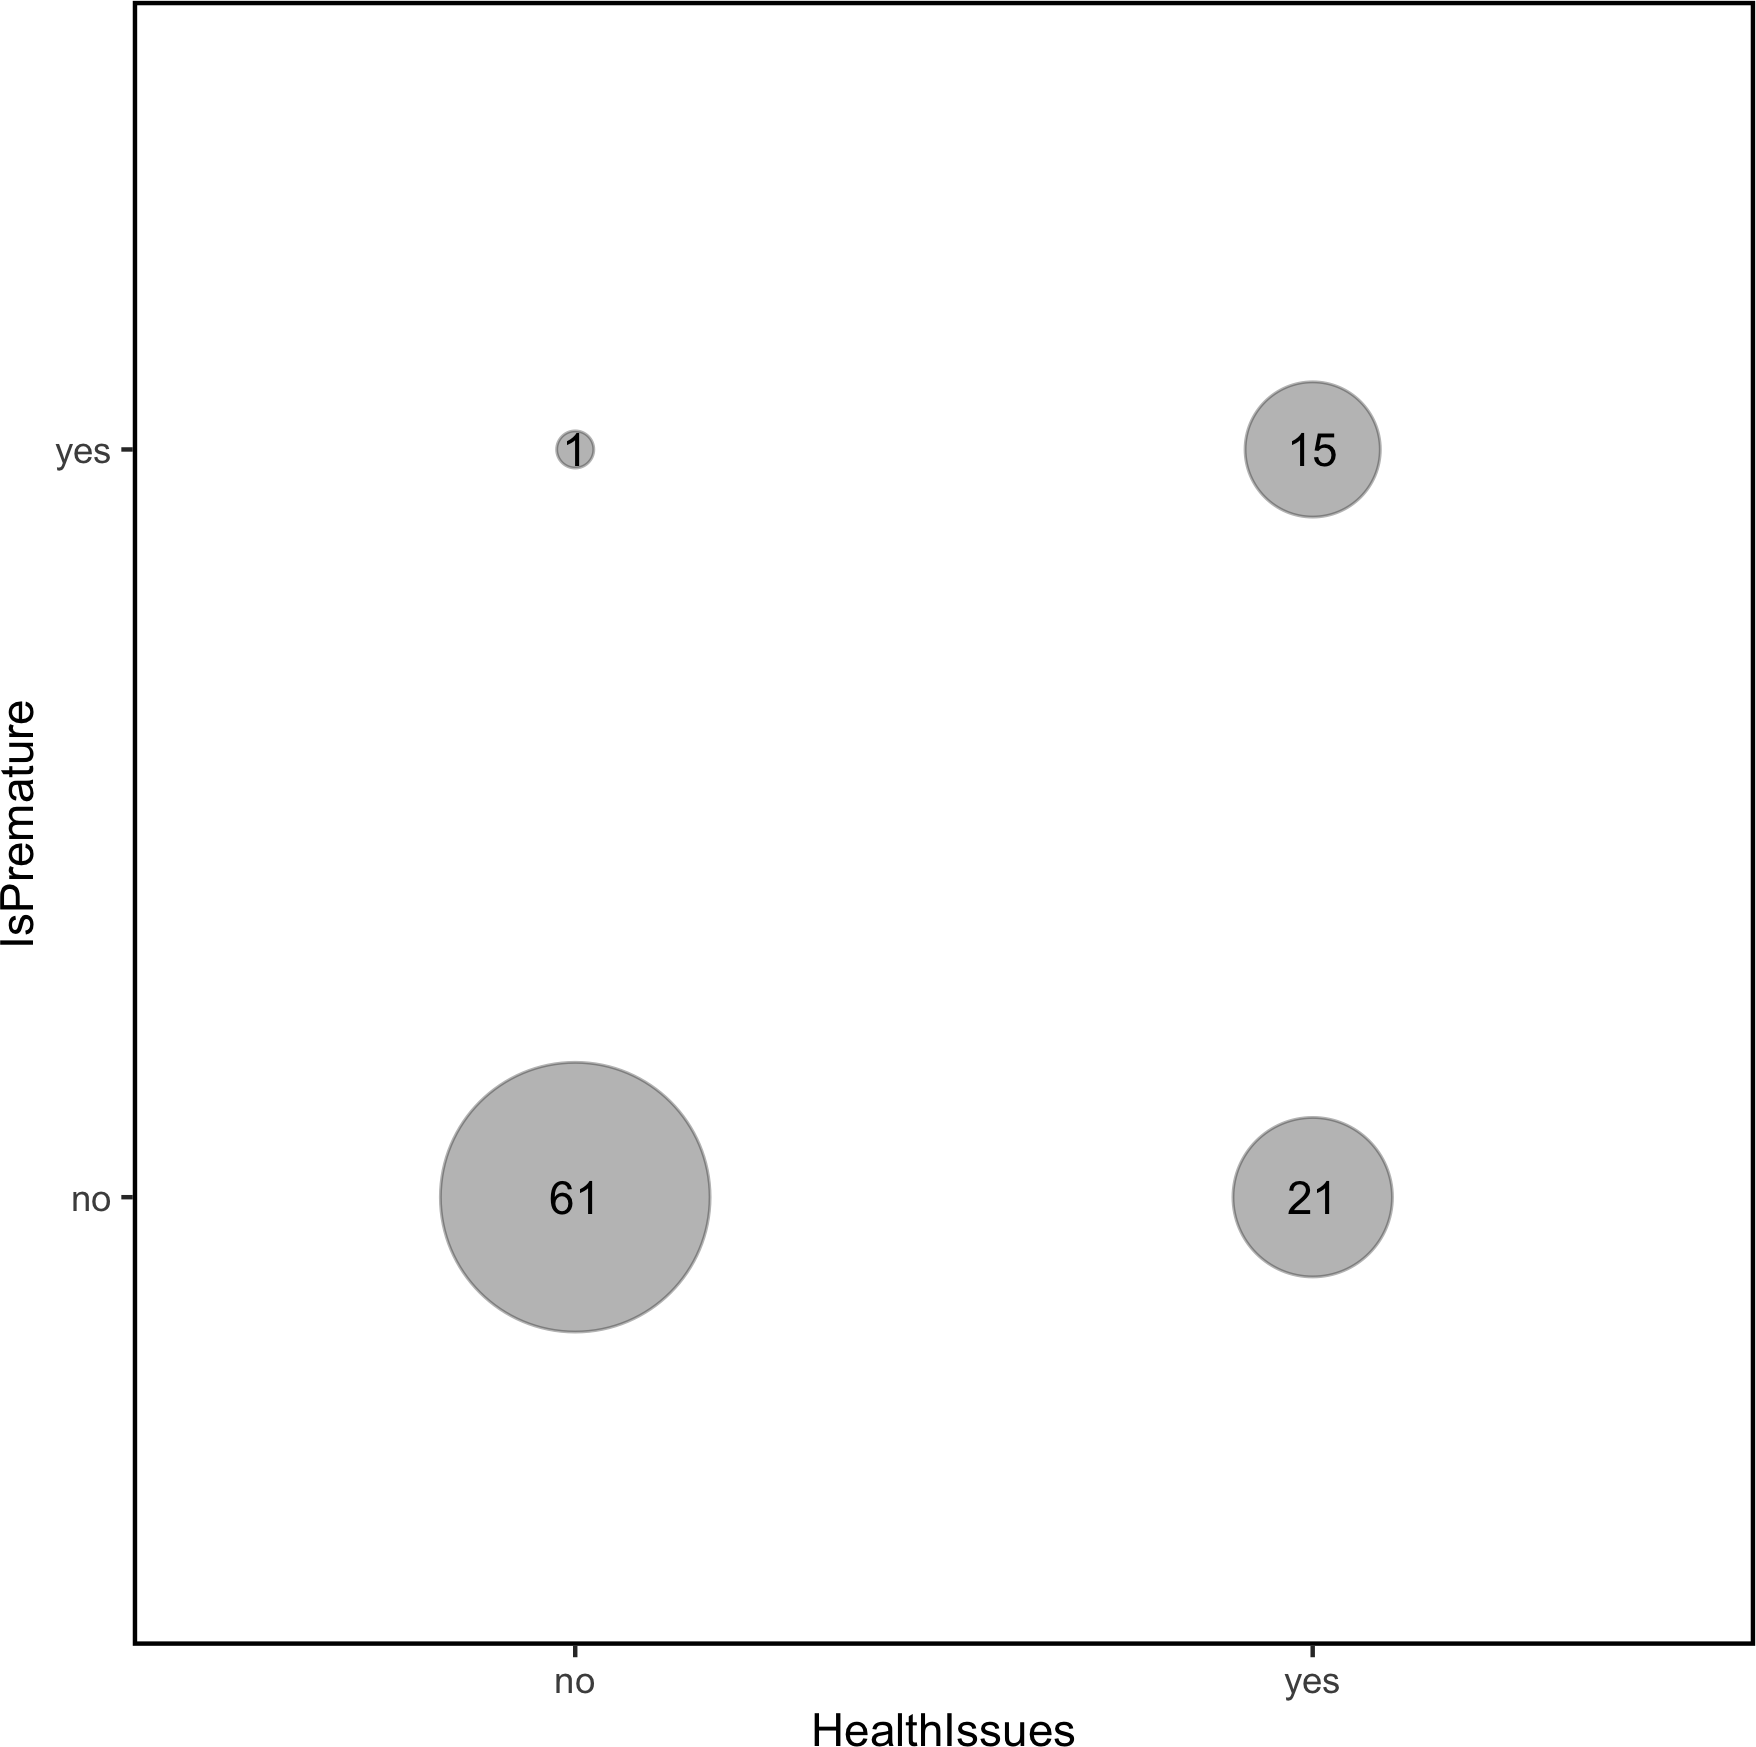 IsPremature
yes
1
15
no
61
21
no
yes
HealthIssues